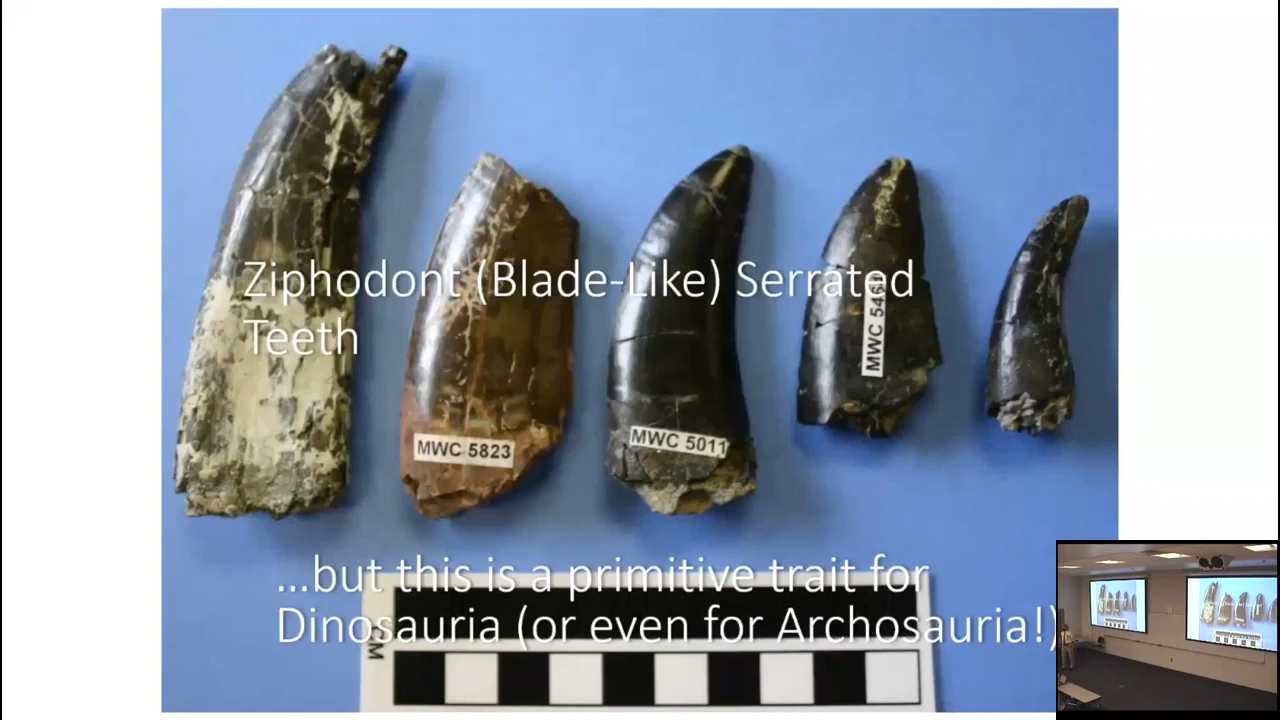 Ziphodont (Blade-Like) Serrated
Teeth
MWC 5823
MWC 5011
...but this is a primitive trait for
Dinosauria (or even for Archosauria!)